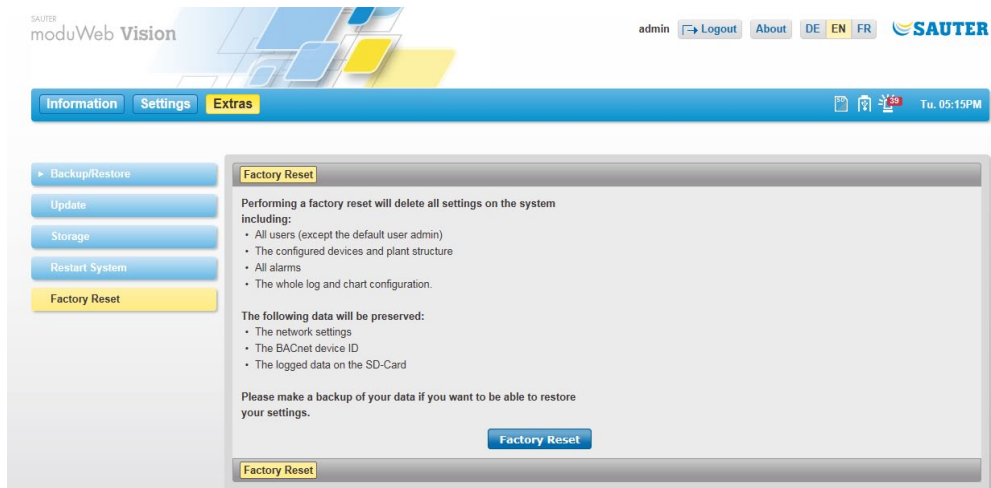 SAUTER
moduWeb Vision
admin Logout About DE EN FR SAUTER
Information Settings Extras
SD 39 Tu. 05:15PM
Backup/Restore
Update
Storage
Restart System
Factory Reset
Factory Reset
Performing a factory reset will delete all settings on the system
including:
• All users (except the default user admin)
• The configured devices and plant structure
• All alarms
• The whole log and chart configuration.
The following data will be preserved:
• The network settings
• The BACnet device ID
• The logged data on the SD-Card
Please make a backup of your data if you want to be able to restore
your settings.
Factory Reset
Factory Reset